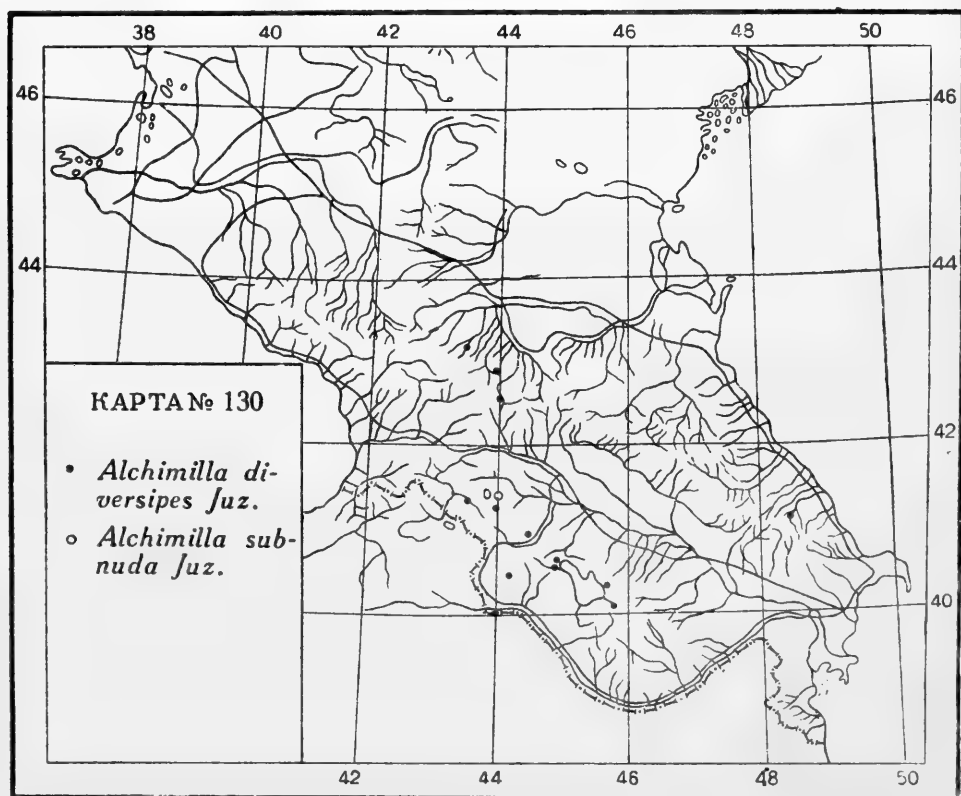 38 40 42 44 46 48 50
46 46
44 44
КАРТА № 130
42
• Alchimilla di-
versipes Juz.
○ Alchimilla sub-
nuda Juz.
40
42 44 46 48 50